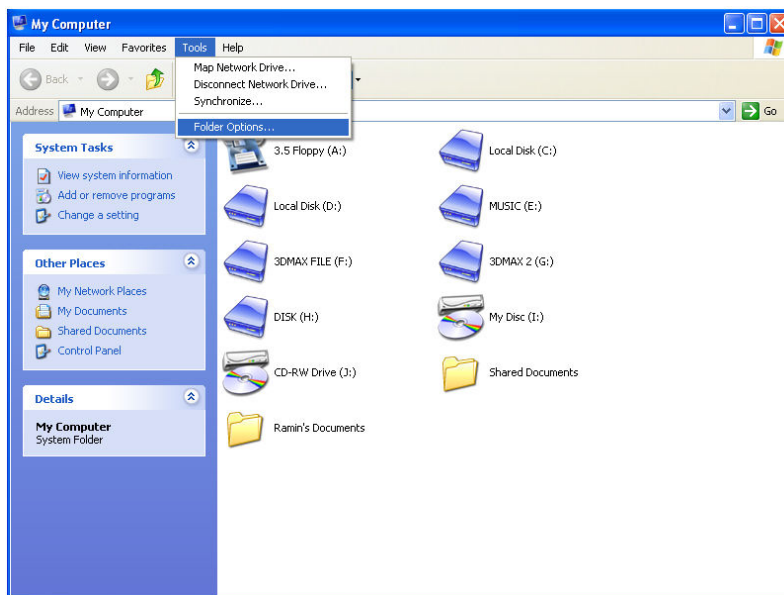 My Computer
File Edit View Favorites Tools Help
Map Network Drive...
Disconnect Network Drive...
Synchronize...
Folder Options...
Back
Address My Computer Go
System Tasks
View system information
Add or remove programs
Change a setting
Other Places
My Network Places
My Documents
Shared Documents
Control Panel
Details
My Computer
System Folder
3.5 Floppy (A:) Local Disk (C:)
Local Disk (D:) MUSIC (E:)
3DMAX FILE (F:) 3DMAX 2 (G:)
DISK (H:) My Disc (I:)
CD-RW Drive (J:) Shared Documents
Ramin's Documents